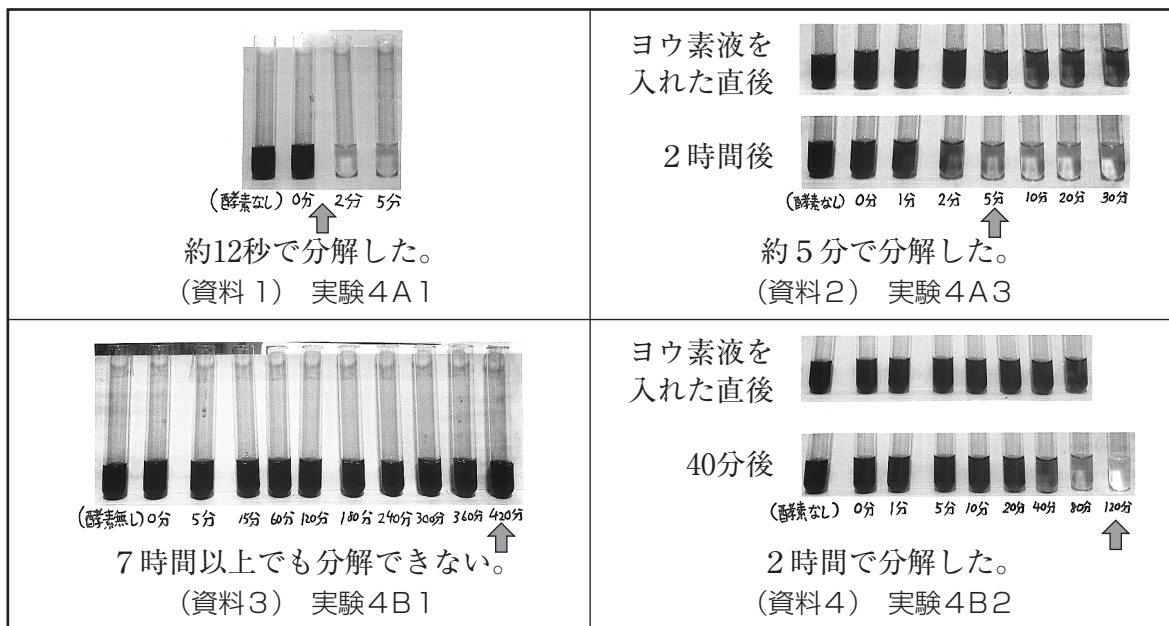 (酵素なし) 0分 2分 5分
約12秒で分解した。
(資料1) 実験4A1
ヨウ素液を
入れた直後
2時間後
(酵素なし) 0分 1分 2分 5分 10分 20分 30分
約5分で分解した。
(資料2) 実験4A3
(酵素無し) 0分 5分 15分 60分 120分 180分 240分 300分 360分 420分
7時間以上でも分解できない。
(資料3) 実験4B1
ヨウ素液を
入れた直後
40分後
(酵素なし) 0分 1分 5分 10分 20分 40分 80分 120分
2時間で分解した。
(資料4) 実験4B2